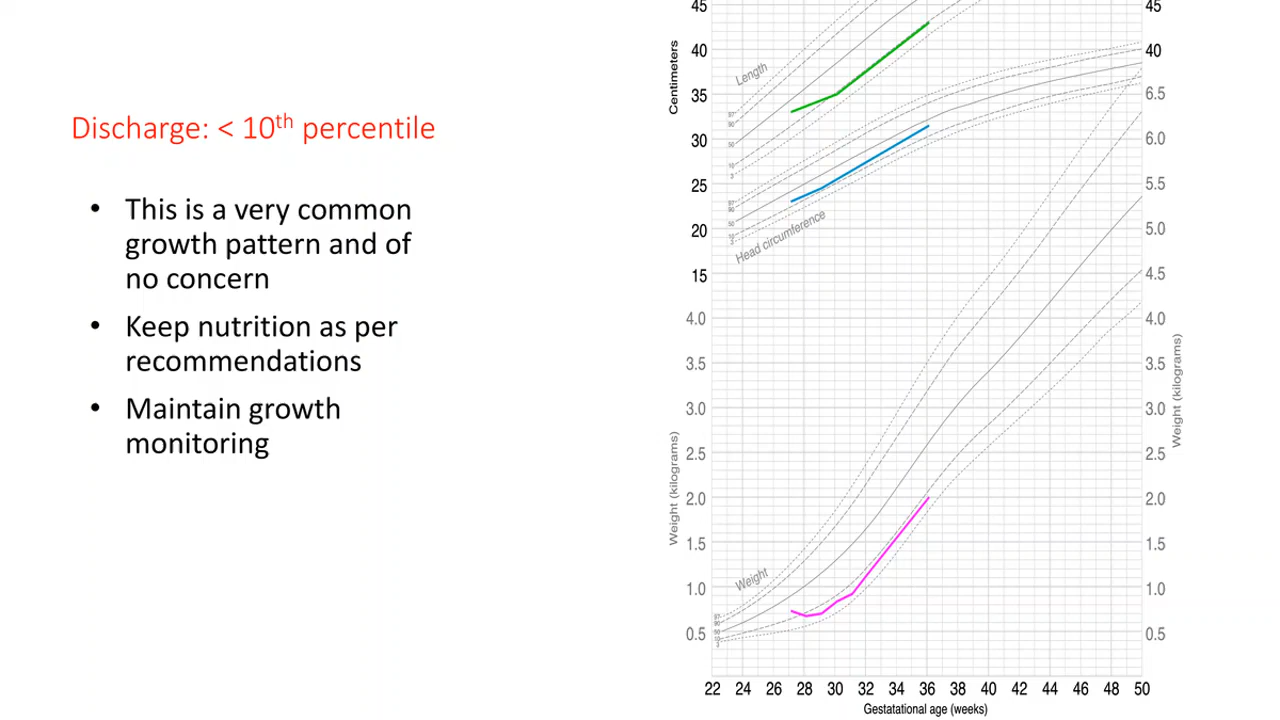 Discharge: < 10th percentile
• This is a very common
growth pattern and of
no concern
• Keep nutrition as per
recommendations
• Maintain growth
monitoring
Centimeters
45
40
35
30
25
20
15
Length
Head circumference
Weight
Weight (kilograms)
4.0
3.5
3.0
2.5
2.0
1.5
1.0
0.5
45
40
6.5
6.0
5.5
5.0
4.5
4.0
3.5
3.0
2.5
2.0
1.5
1.0
0.5
Weight (kilograms)
22 24 26 28 30 32 34 36 38 40 42 44 46 48 50
Gestatational age (weeks)